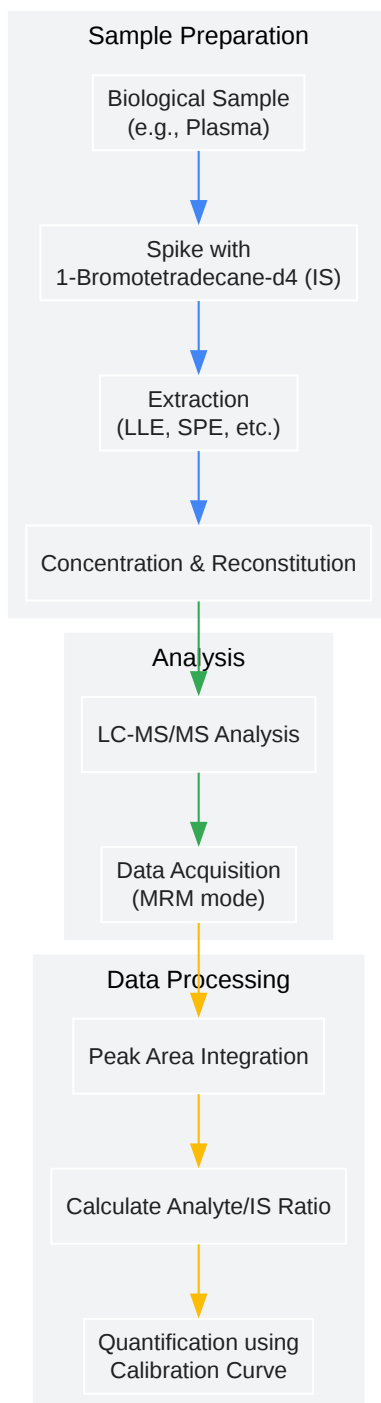 Sample Preparation
Biological Sample
(e.g., Plasma)
Spike with
1-Bromotetradecane-d4 (IS)
Extraction
(LLE, SPE, etc.)
Concentration & Reconstitution
Analysis
LC-MS/MS Analysis
Data Acquisition
(MRM mode)
Data Processing
Peak Area Integration
Calculate Analyte/IS Ratio
Quantification using
Calibration Curve